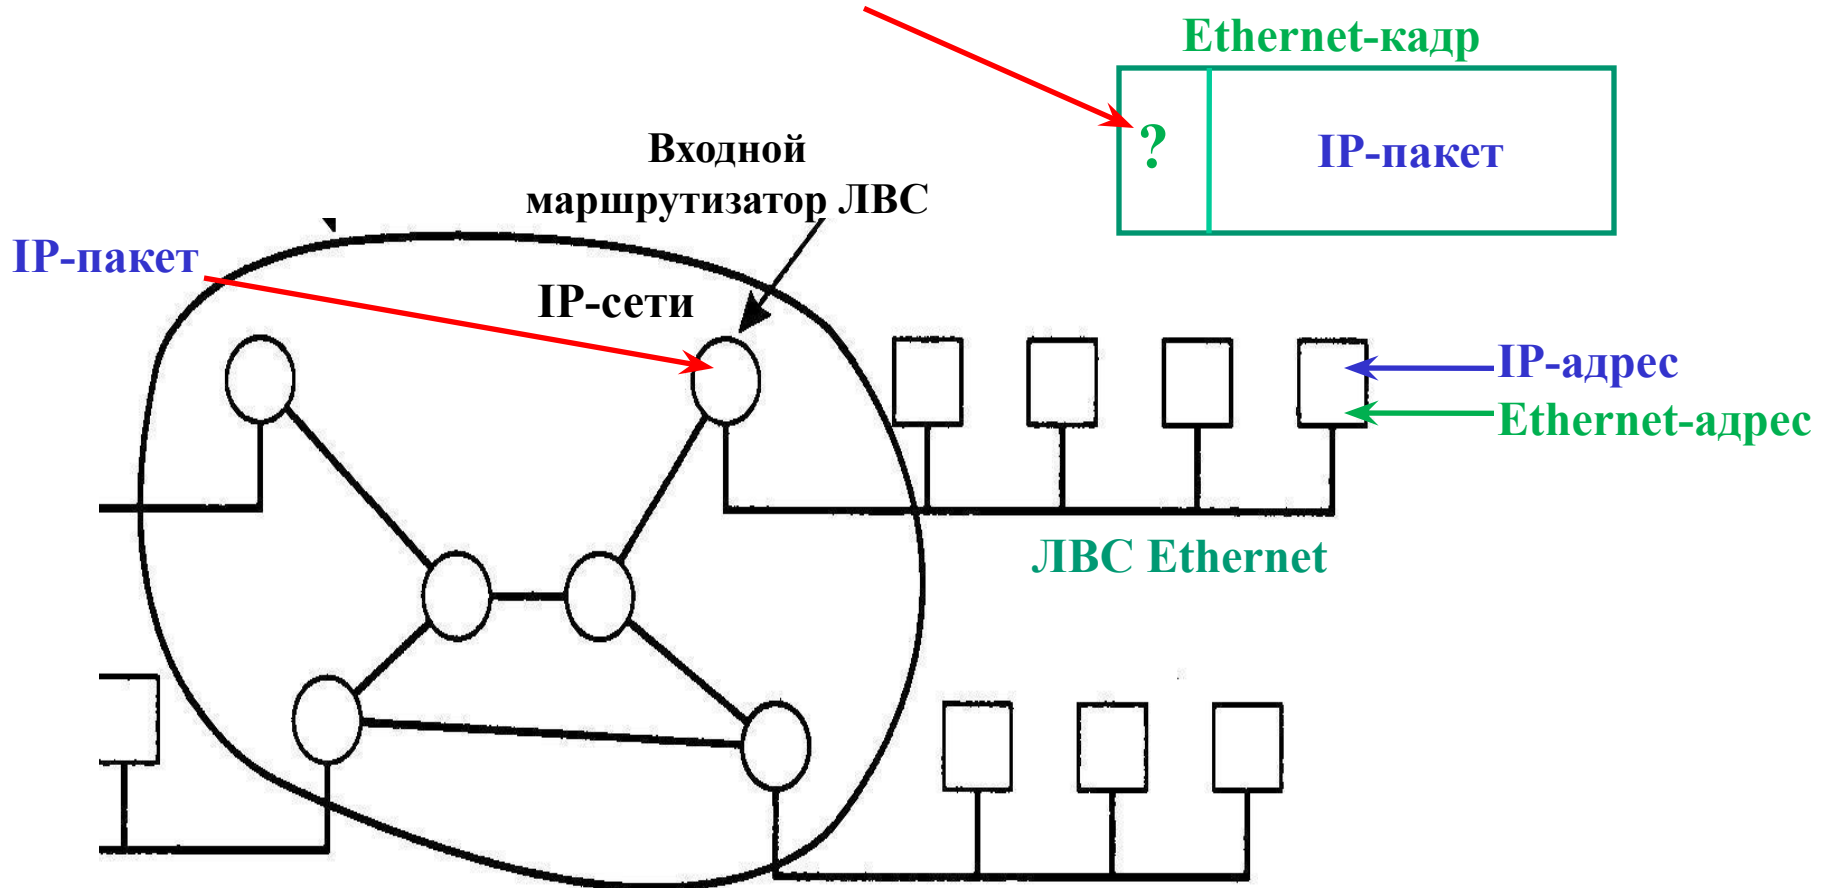 Ethernet-кадр
?
IP-пакет
Входной
маршрутизатор ЛВС
IP-пакет
IP-сети
IP-адрес
Ethernet-адрес
ЛВС Ethernet